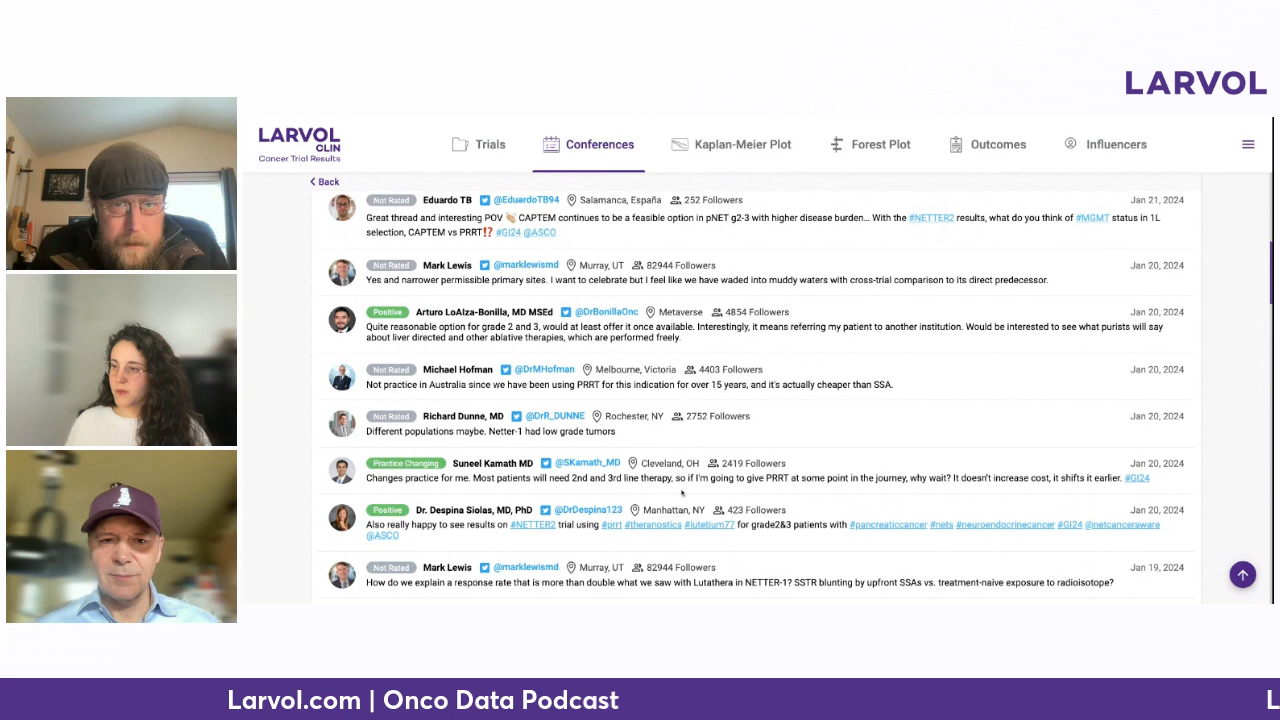 LARVOL
LARVOL
CLIN
Cancer Trial Results
Trials
Conferences
Kaplan-Meier Plot
Forest Plot
Outcomes
Influencers
Back
Not Rated Eduardo TB @EduardoTB94 Salamanca, España 252 Followers Jan 21, 2024
Great thread and interesting POV 👏 CAPTEM continues to be a feasible option in pNET g2-3 with higher disease burden... With the #NETTER2 results, what do you think of #MGMT status in 1L
selection, CAPTEM vs PRRT⁉️ #GI24 @ASCO
Not Rated Mark Lewis @marklewismd Murray, UT 82944 Followers Jan 20, 2024
Yes and narrower permissible primary sites. I want to celebrate but I feel like we have waded into muddy waters with cross-trial comparison to its direct predecessor.
Positive Arturo LoAIza-Bonilla, MD MSEd @DrBonillaOnc Metaverse 4854 Followers Jan 20, 2024
Quite reasonable option for grade 2 and 3, would at least offer it once available. Interestingly, it means referring my patient to another institution. Would be interested to see what purists will say
about liver directed and other ablative therapies, which are performed freely.
Not Rated Michael Hofman @DrMHofman Melbourne, Victoria 4403 Followers Jan 20, 2024
Not practice in Australia since we have been using PRRT for this indication for over 15 years, and it's actually cheaper than SSA.
Not Rated Richard Dunne, MD @DrR_DUNNE Rochester, NY 2752 Followers Jan 20, 2024
Different populations maybe. Netter-1 had low grade tumors
Practice Changing Suneel Kamath MD @SKamath_MD Cleveland, OH 2419 Followers Jan 20, 2024
Changes practice for me. Most patients will need 2nd and 3rd line therapy, so if I'm going to give PRRT at some point in the journey, why wait? It doesn't increase cost, it shifts it earlier. #GI24
Positive Dr. Despina Siolas, MD, PhD @DrDespina123 Manhattan, NY 423 Followers Jan 20, 2024
Also really happy to see results on #NETTER2 trial using #prrt #theranostics #lutetium77 for grade2&3 patients with #pancreaticcancer #nets #neuroendocrinecancer #GI24 @netcanceraware
@ASCO
Not Rated Mark Lewis @marklewismd Murray, UT 82944 Followers Jan 19, 2024
How do we explain a response rate that is more than double what we saw with Lutathera in NETTER-1? SSTR blunting by upfront SSAs vs. treatment-naive exposure to radioisotope?
Larvol.com | Onco Data Podcast
L